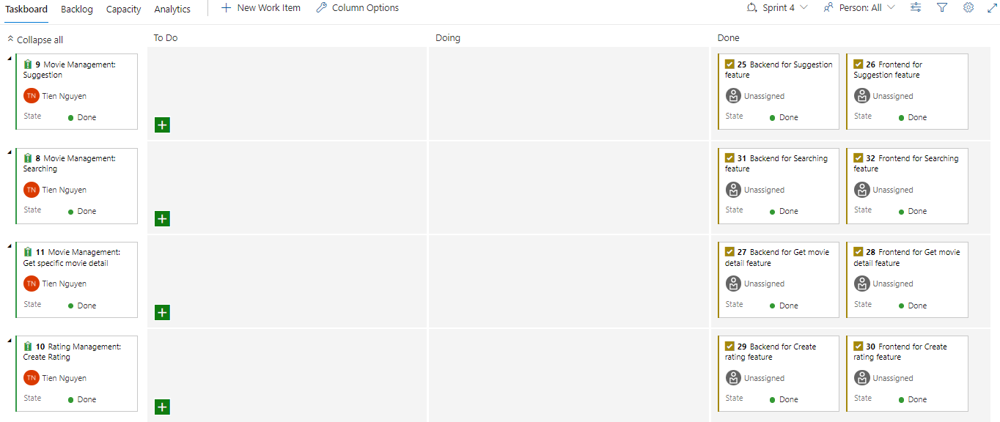 Taskboard Backlog Capacity Analytics New Work Item Column Options Sprint 4 Person: All
Collapse all To Do Doing Done
9 Movie Management:
Suggestion
TN Tien Nguyen
State Done
25 Backend for Suggestion
feature
Unassigned
State Done
26 Frontend for
Suggestion feature
Unassigned
State Done
8 Movie Management:
Searching
TN Tien Nguyen
State Done
31 Backend for Searching
feature
Unassigned
State Done
32 Frontend for Searching
feature
Unassigned
State Done
11 Movie Management:
Get specific movie detail
TN Tien Nguyen
State Done
27 Backend for Get movie
detail feature
Unassigned
State Done
28 Frontend for Get movie
detail feature
Unassigned
State Done
10 Rating Management:
Create Rating
TN Tien Nguyen
State Done
29 Backend for Create
rating feature
Unassigned
State Done
30 Frontend for Create
rating feature
Unassigned
State Done